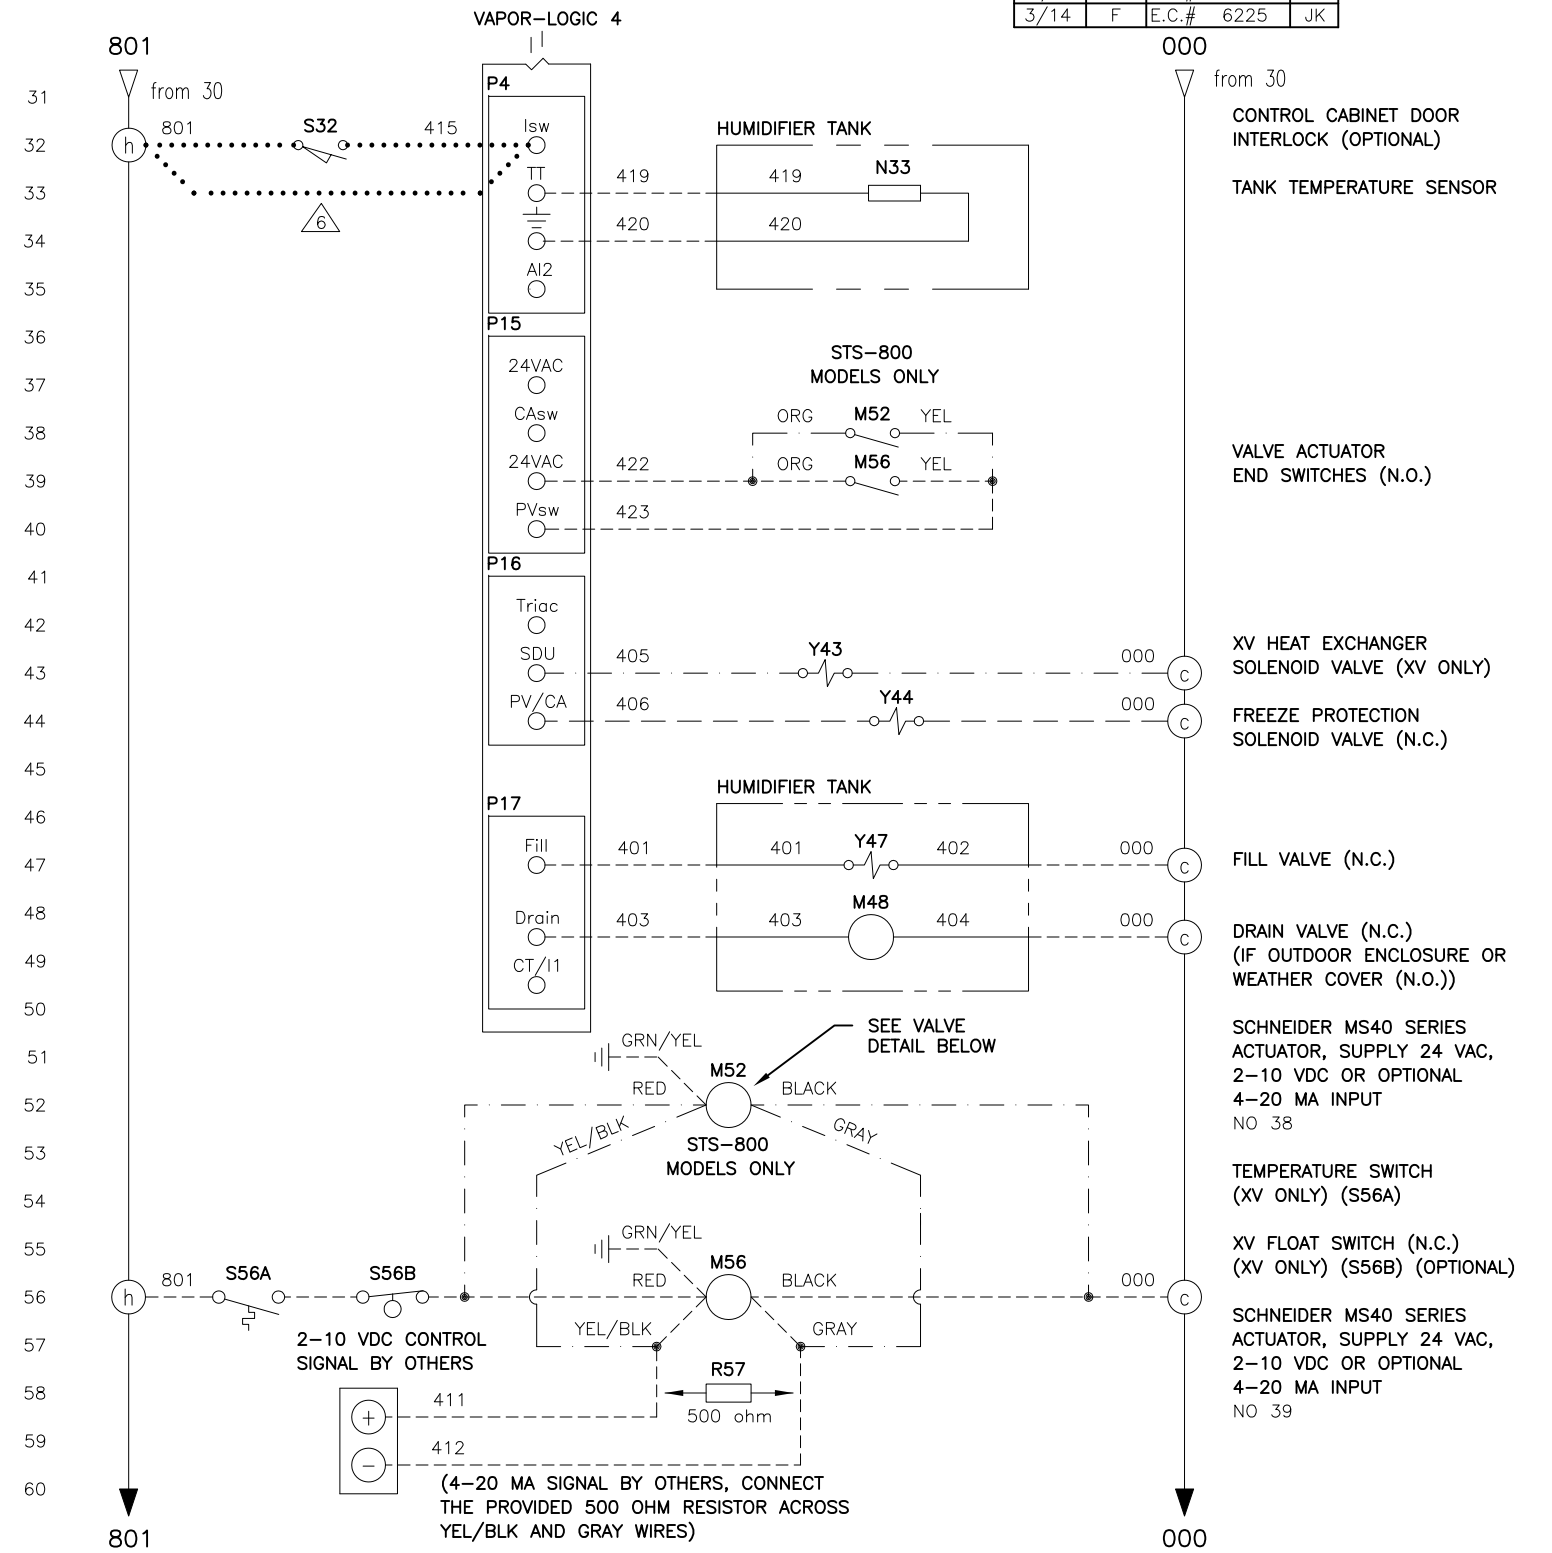 VAPOR-LOGIC 4
3/14 F E.C.# 6225 JK
801
000
from 30
from 30
31
P4
CONTROL CABINET DOOR
INTERLOCK (OPTIONAL)
801 S32 415 Isw
HUMIDIFIER TANK
32
h
TT 419 419 N33
TANK TEMPERATURE SENSOR
33
6
420 420
34
AI2
35
P15
36
24VAC
STS-800
MODELS ONLY
37
CAsw ORG M52 YEL
38
24VAC 422 ORG M56 YEL
VALVE ACTUATOR
END SWITCHES (N.O.)
39
PVsw 423
40
P16
41
Triac
42
SDU 405 Y43 000
XV HEAT EXCHANGER
SOLENOID VALVE (XV ONLY)
43
c
PV/CA 406 Y44 000
FREEZE PROTECTION
SOLENOID VALVE (N.C.)
44
c
45
HUMIDIFIER TANK
P17
46
Fill 401 401 Y47 402 000
FILL VALVE (N.C.)
47
c
M48
48
Drain 403 403 404 000
c
DRAIN VALVE (N.C.)
(IF OUTDOOR ENCLOSURE OR
WEATHER COVER (N.O.))
49
CT/I1
50
SEE VALVE
DETAIL BELOW
SCHNEIDER MS40 SERIES
ACTUATOR, SUPPLY 24 VAC,
2-10 VDC OR OPTIONAL
4-20 MA INPUT
NO 38
51
GRN/YEL
M52
RED BLACK
52
YEL/BLK GRAY
53
STS-800
MODELS ONLY
TEMPERATURE SWITCH
(XV ONLY) (S56A)
54
GRN/YEL
55
XV FLOAT SWITCH (N.C.)
(XV ONLY) (S56B) (OPTIONAL)
M56
801 S56A S56B RED BLACK 000
56
h
c
2-10 VDC CONTROL
SIGNAL BY OTHERS
YEL/BLK GRAY
57
SCHNEIDER MS40 SERIES
ACTUATOR, SUPPLY 24 VAC,
2-10 VDC OR OPTIONAL
4-20 MA INPUT
NO 39
R57
58
500 ohm
411
+
59
412
−
60
(4-20 MA SIGNAL BY OTHERS, CONNECT
THE PROVIDED 500 OHM RESISTOR ACROSS
YEL/BLK AND GRAY WIRES)
801
000